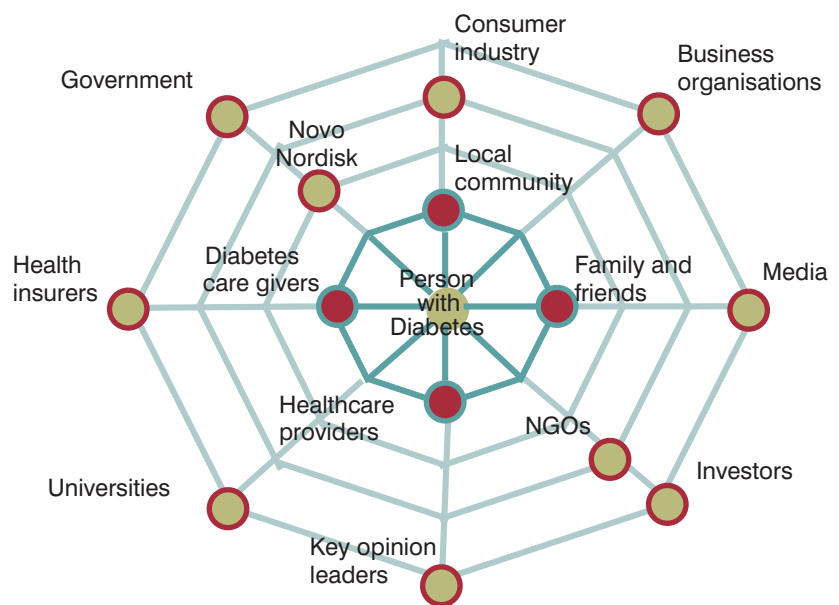 Consumer
industry
Business
organisations
Government
Novo
Nordisk
Local
community
Diabetes
care givers
Family and
friends
Health
insurers
Media
Person
with
Diabetes
Healthcare
providers
NGOs
Universities
Investors
Key opinion
leaders